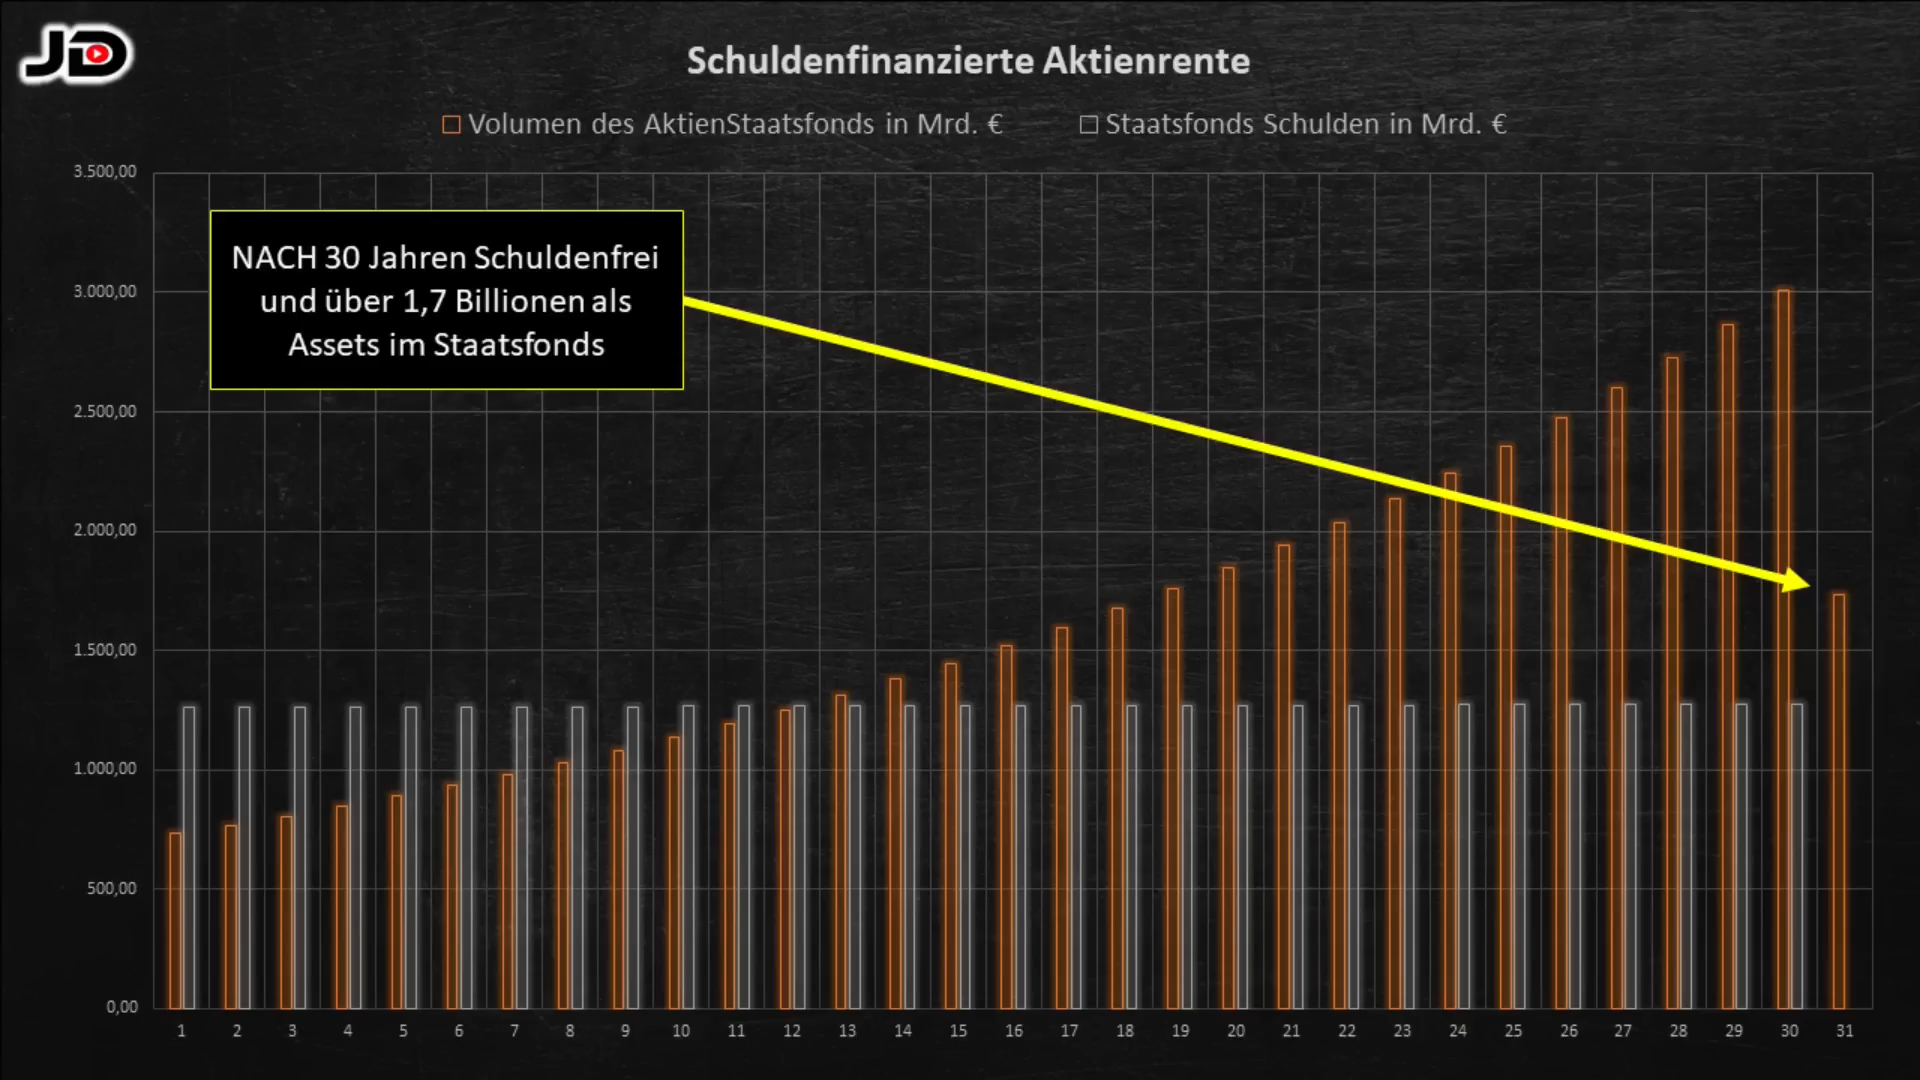 JD
Schuldenfinanzierte Aktienrente
Volumen des AktienStaatsfonds in Mrd. €
Staatsfonds Schulden in Mrd. €
3.500,00
3.000,00
2.500,00
2.000,00
1.500,00
1.000,00
500,00
0,00
NACH 30 Jahren Schuldenfrei
und über 1,7 Billionen als
Assets im Staatsfonds
1 2 3 4 5 6 7 8 9 10 11 12 13 14 15 16 17 18 19 20 21 22 23 24 25 26 27 28 29 30 31